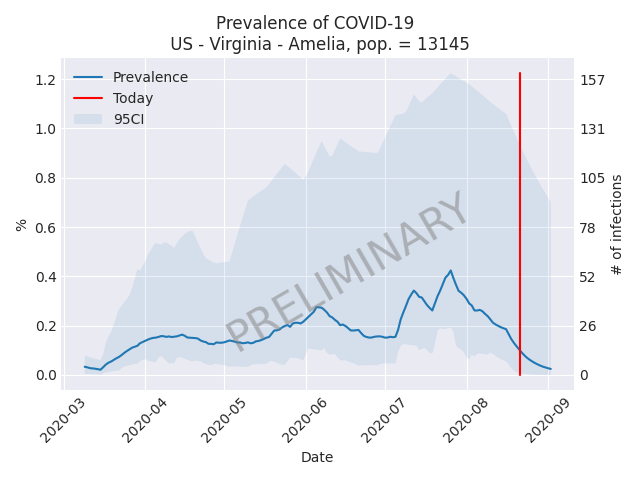 Prevalence of COVID-19
US - Virginia - Amelia, pop. = 13145
Prevalence
Today
95CI
1.2
1.0
0.8
0.6
0.4
0.2
0.0
%
157
131
105
78
52
26
0
# of infections
PRELIMINARY
2020-03
2020-04
2020-05
2020-06
2020-07
2020-08
2020-09
Date